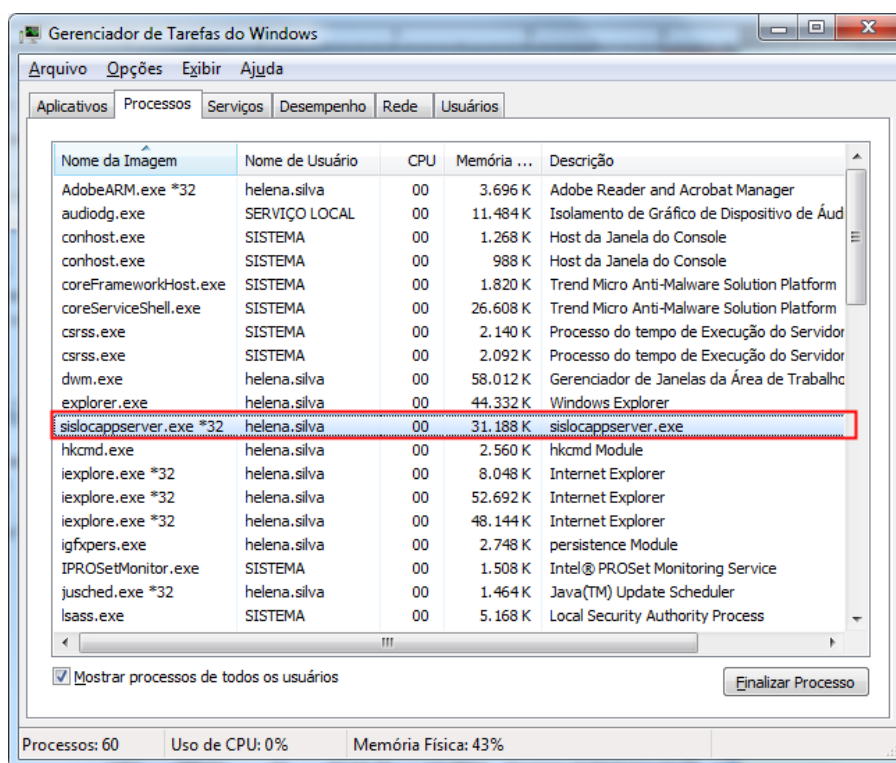 Gerenciador de Tarefas do Windows
Arquivo Opções Exibir Ajuda
Aplicativos Processos Serviços Desempenho Rede Usuários
Nome da Imagem Nome de Usuário CPU Memória ... Descrição
AdobeARM.exe *32 helena.silva 00 3.696 K Adobe Reader and Acrobat Manager
audiodg.exe SERVIÇO LOCAL 00 11.484 K Isolamento de Gráfico de Dispositivo de Áud
conhost.exe SISTEMA 00 1.268 K Host da Janela do Console
conhost.exe SISTEMA 00 988 K Host da Janela do Console
coreFrameworkHost.exe SISTEMA 00 1.820 K Trend Micro Anti-Malware Solution Platform
coreServiceShell.exe SISTEMA 00 26.608 K Trend Micro Anti-Malware Solution Platform
csrss.exe SISTEMA 00 2.140 K Processo do tempo de Execução do Servidor
csrss.exe SISTEMA 00 2.092 K Processo do tempo de Execução do Servidor
dwm.exe helena.silva 00 58.012 K Gerenciador de Janelas da Área de Trabalho
explorer.exe helena.silva 00 44.332 K Windows Explorer
sislocappserver.exe *32 helena.silva 00 31.188 K sislocappserver.exe
hkcmd.exe helena.silva 00 2.560 K hkcmd Module
iexplore.exe *32 helena.silva 00 8.048 K Internet Explorer
iexplore.exe *32 helena.silva 00 52.692 K Internet Explorer
iexplore.exe *32 helena.silva 00 48.144 K Internet Explorer
igfxpers.exe helena.silva 00 2.748 K persistence Module
IPROSetMonitor.exe SISTEMA 00 1.508 K Intel® PROSet Monitoring Service
jusched.exe *32 helena.silva 00 1.464 K Java(TM) Update Scheduler
lsass.exe SISTEMA 00 5.168 K Local Security Authority Process
Mostrar processos de todos os usuários
Finalizar Processo
Processos: 60 Uso de CPU: 0% Memória Física: 43%